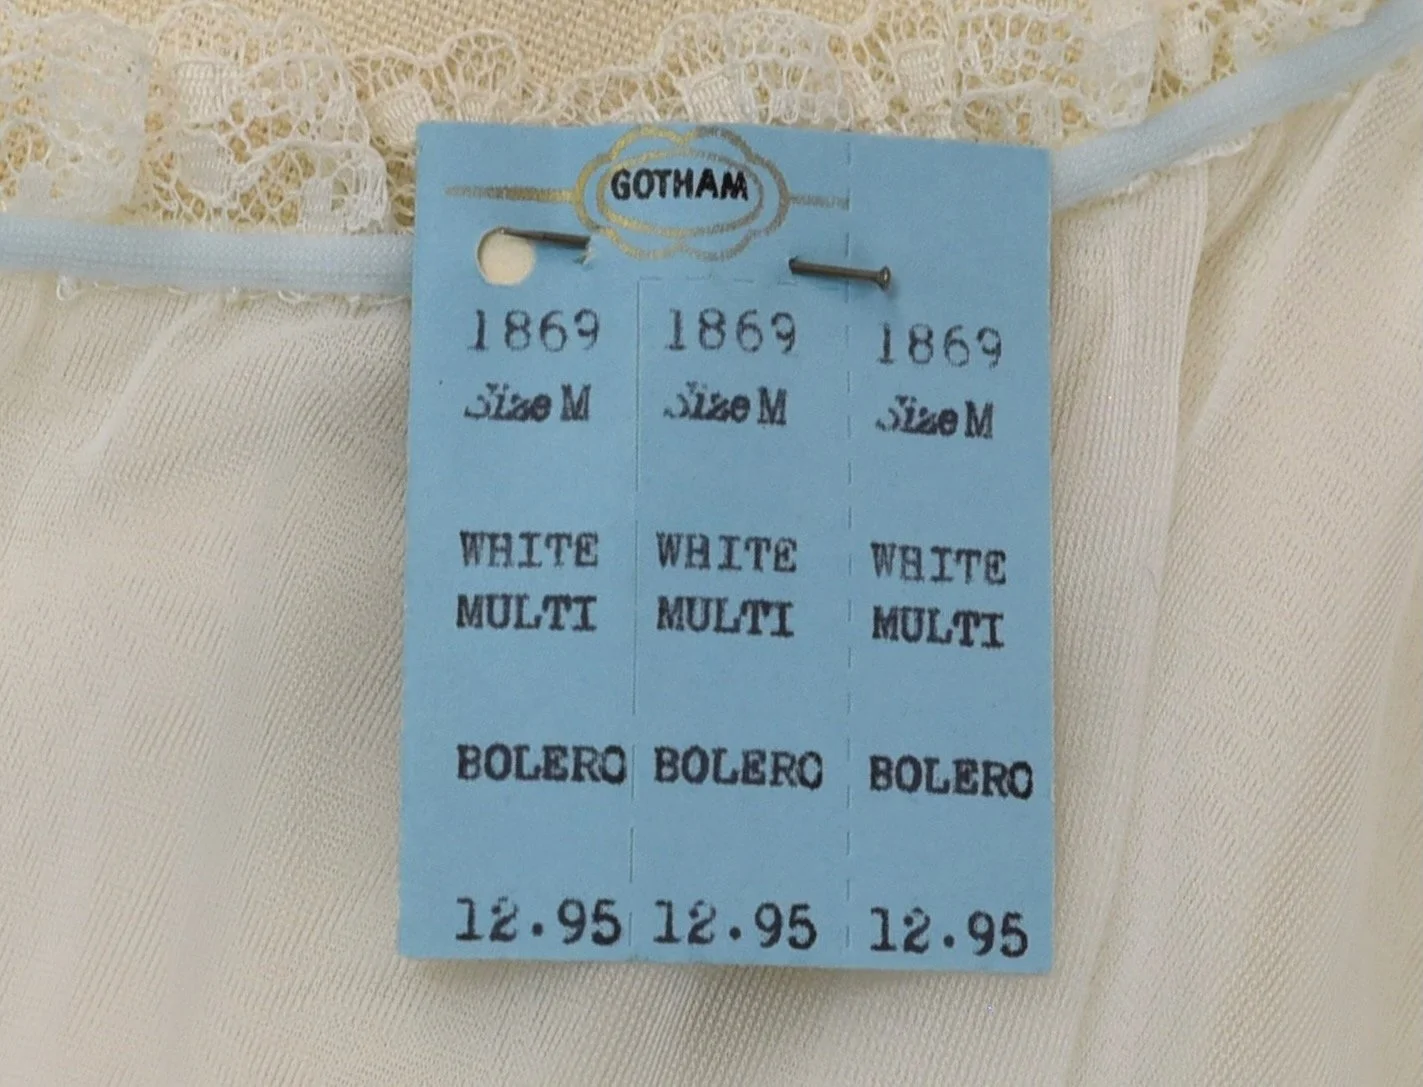 GOTHAM
1869 1869 1869
Size M Size M Size M
WHITE WHITE WHITE
MULTI MULTI MULTI
BOLERO BOLERO BOLERO
12.95 12.95 12.95